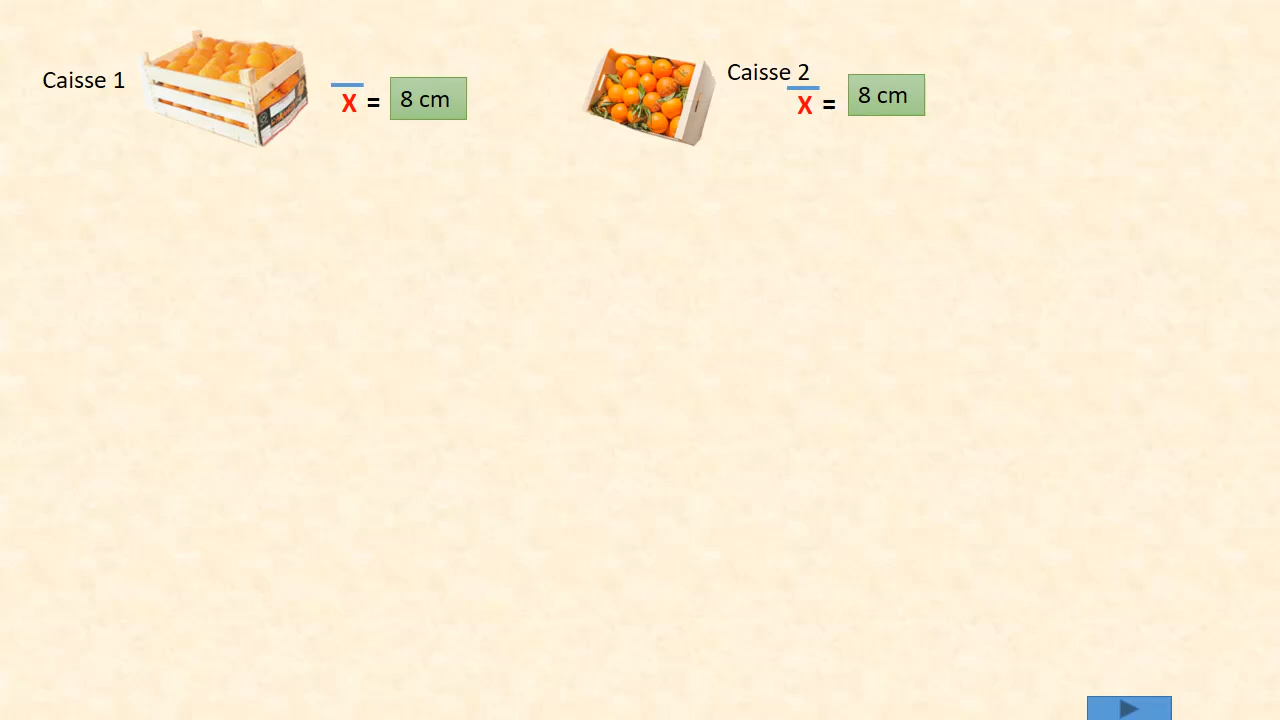 Caisse 1
X = 8 cm
Caisse 2
X = 8 cm